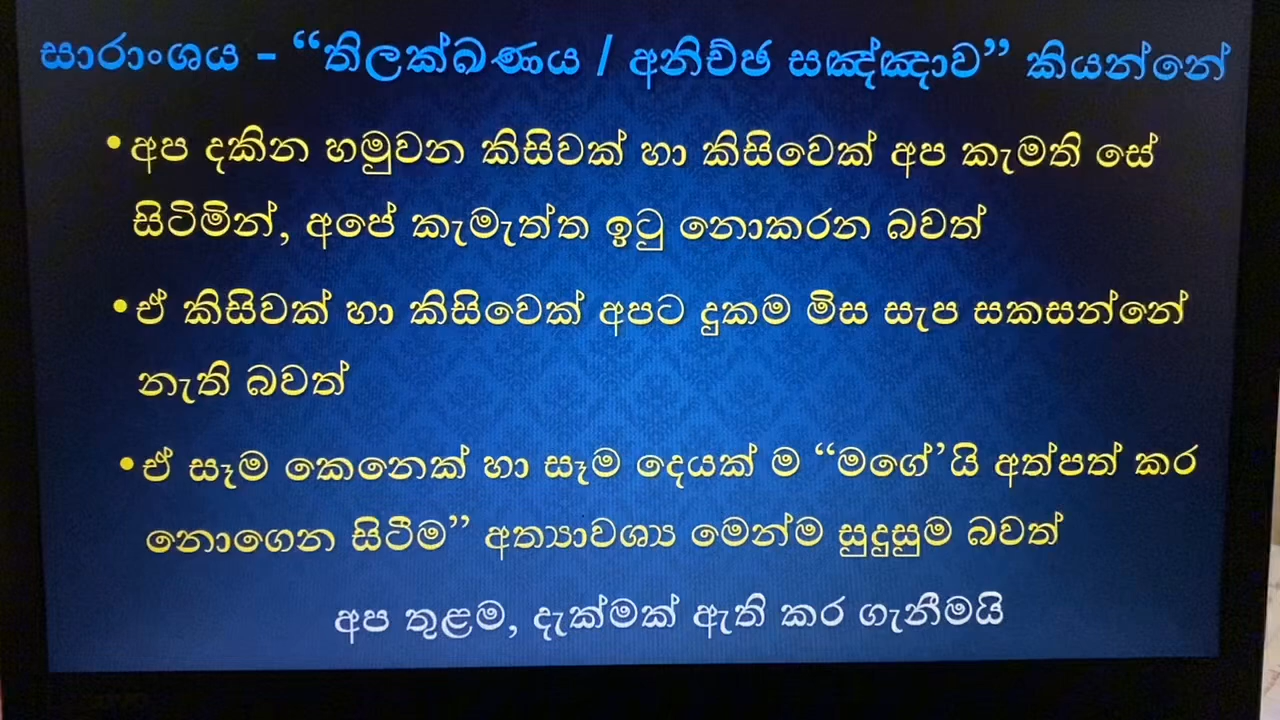 සාරාංශය - “තිලක්ඛණය / අනිච්ඡ සඤ්ඤාව” කියන්නේ
•අප දකින හමුවන කිසිවක් හා කිසිවෙක් අප කැමති සේ
සිටිමින්, අපේ කැමැත්ත ඉටු නොකරන බවත්
•ඒ කිසිවක් හා කිසිවෙක් අපට දුකම මිස සැප සකසන්නේ
නැති බවත්
•ඒ සෑම කෙනෙක් හා සෑම දෙයක් ම “මගේ’යි අත්පත් කර
නොගෙන සිටීම” අත්‍යාවශ්‍ය මෙන්ම සුදුසුම බවත්
අප තුළම, දැක්මක් ඇති කර ගැනීමයි